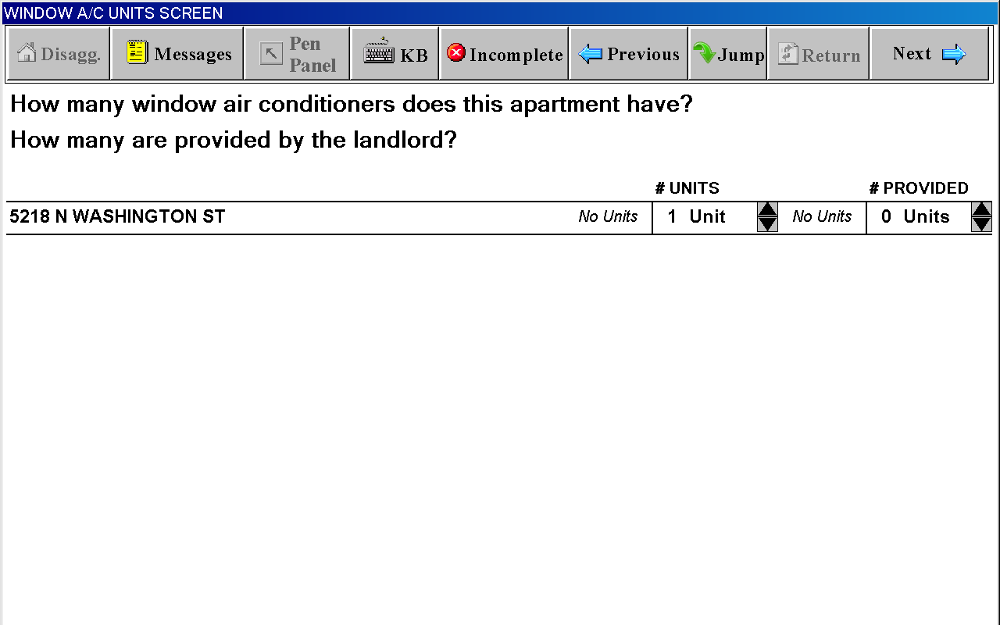 WINDOW A/C UNITS SCREEN
Disagg. Messages Pen Panel KB Incomplete Previous Jump Return Next
How many window air conditioners does this apartment have?
How many are provided by the landlord?
# UNITS # PROVIDED
5218 N WASHINGTON ST No Units 1 Unit No Units 0 Units